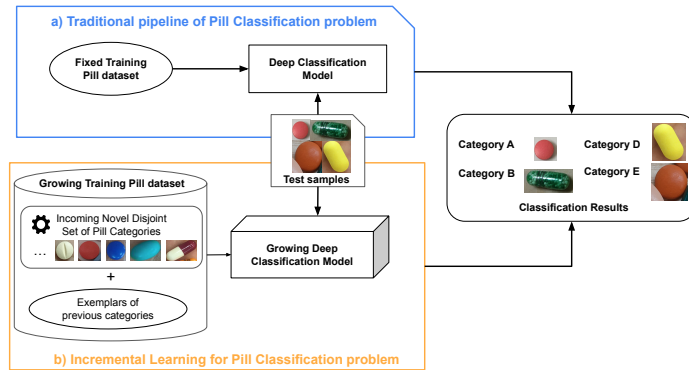 a) Traditional pipeline of Pill Classification problem
Fixed Training
Pill dataset
Deep Classification
Model
Test samples
Category A
Category D
Category B
Category E
Classification Results
Growing Training Pill dataset
Incoming Novel Disjoint
Set of Pill Categories
...
+
Exemplars of
previous categories
Growing Deep
Classification Model
b) Incremental Learning for Pill Classification problem